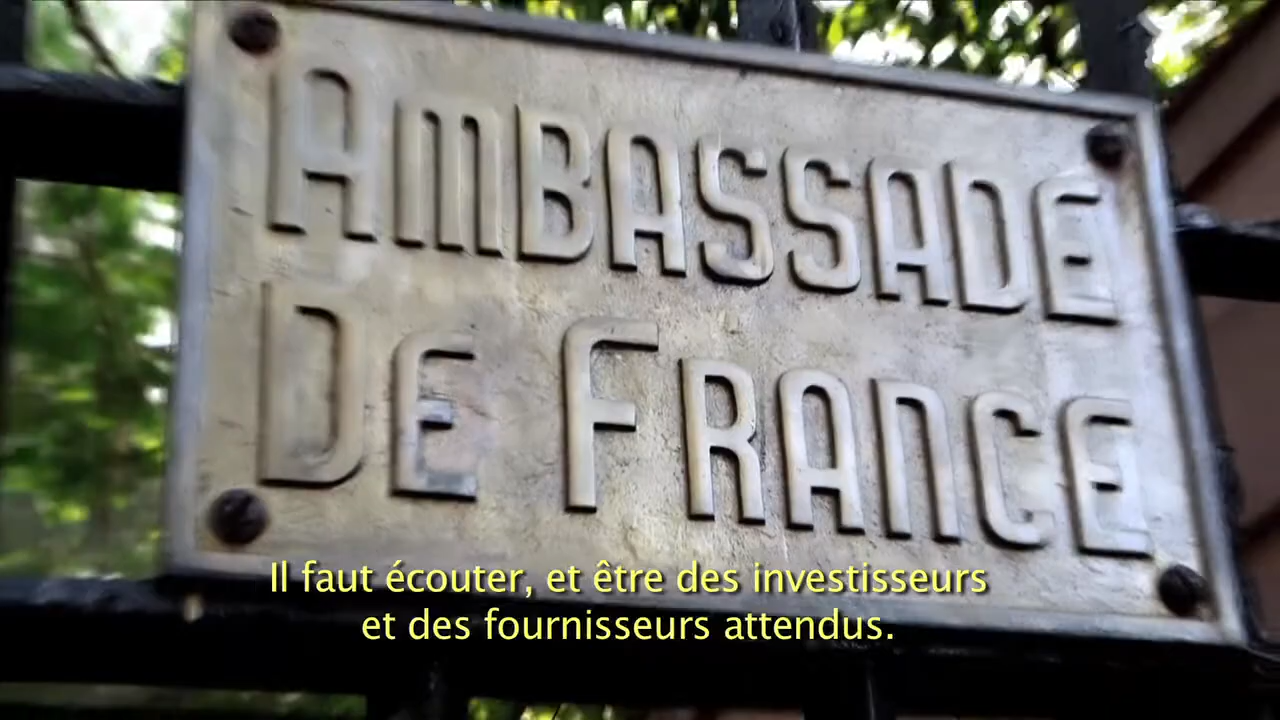 AMBASSADE
DE FRANCE
Il faut écouter, et être des investisseurs
et des fournisseurs attendus.